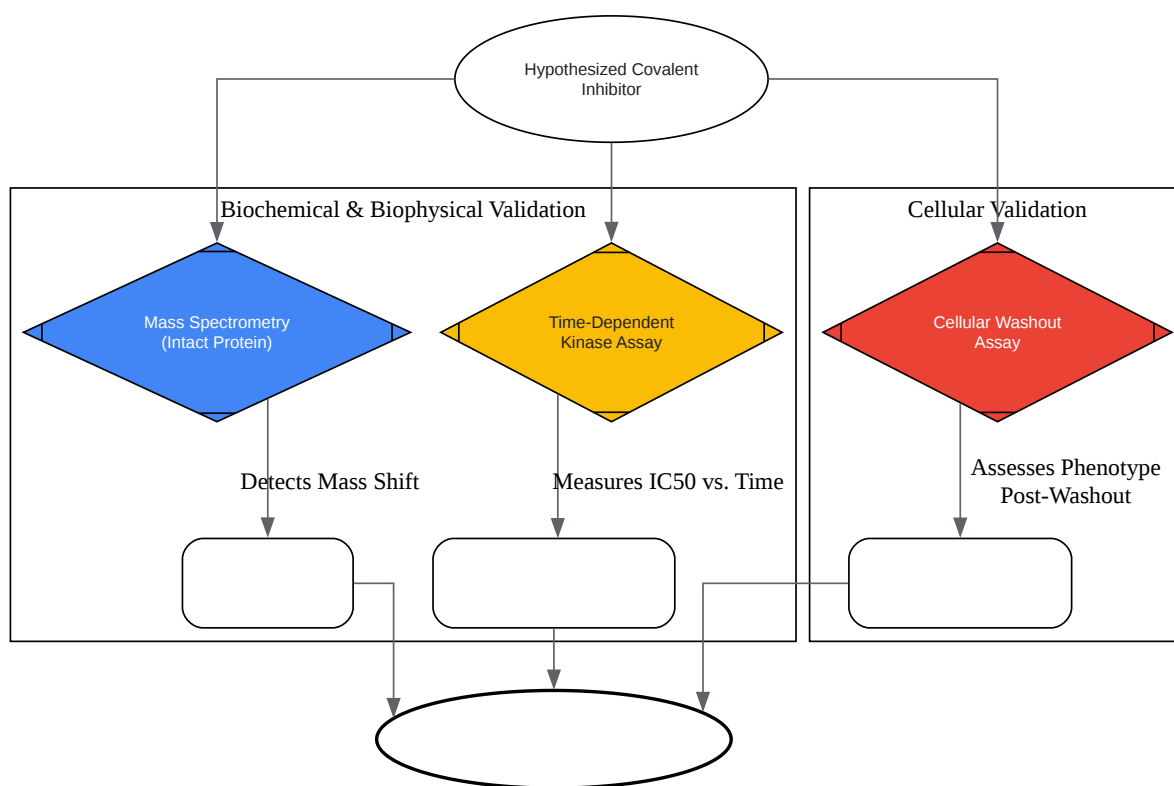 Hypothesized Covalent
Inhibitor
Biochemical & Biophysical Validation
Cellular Validation
Mass Spectrometry
(Intact Protein)
Time-Dependent
Kinase Assay
Cellular Washout
Assay
Detects Mass Shift
Measures IC50 vs. Time
Assesses Phenotype
Post-Washout